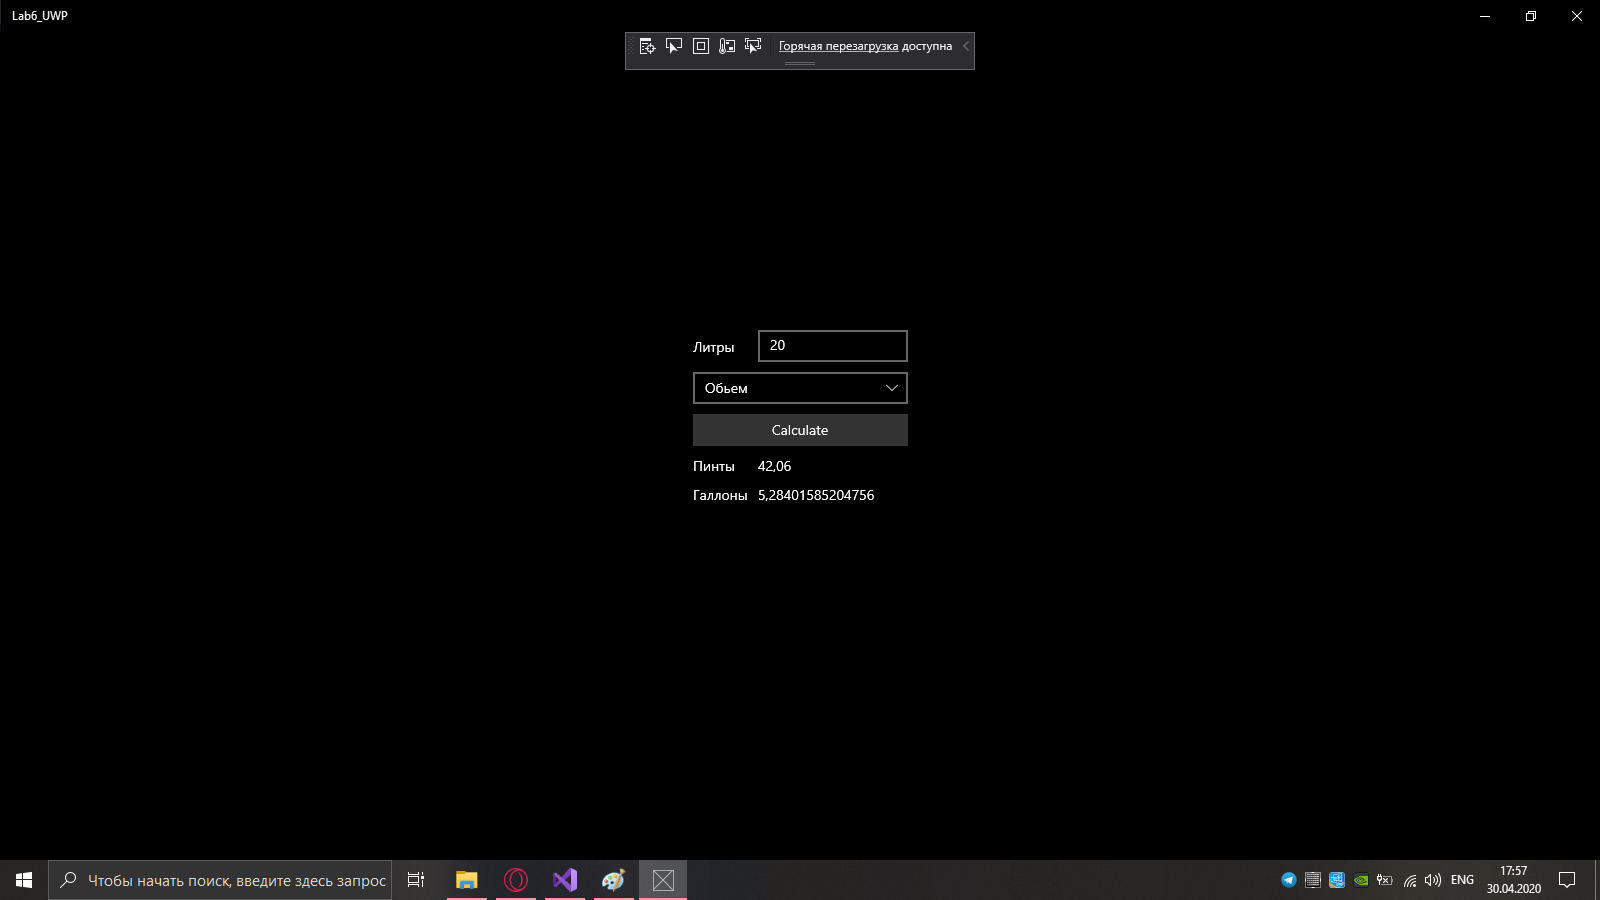 Lab6_UWP
Горячая перезагрузка доступна
Литры 20
Обьем
Calculate
Пинты 42,06
Галлоны 5,28401585204756
Чтобы начать поиск, введите здесь запрос
ENG
17:57
30.04.2020